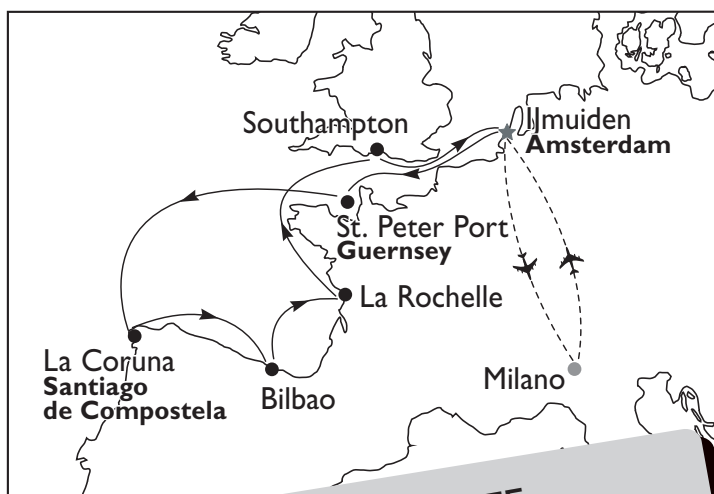 Southampton
IJmuiden
Amsterdam
St. Peter Port
Guernsey
La Rochelle
La Coruna
Santiago
de Compostela
Bilbao
Milano